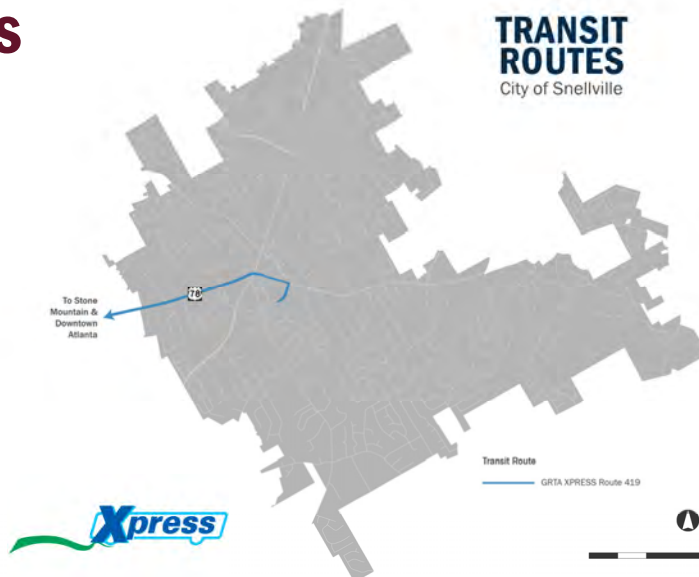 S
TRANSIT
ROUTES
City of Snellville
78
To Stone
Mountain &
Downtown
Atlanta
Transit Route
GRTA XPRESS Route 419
Xpress